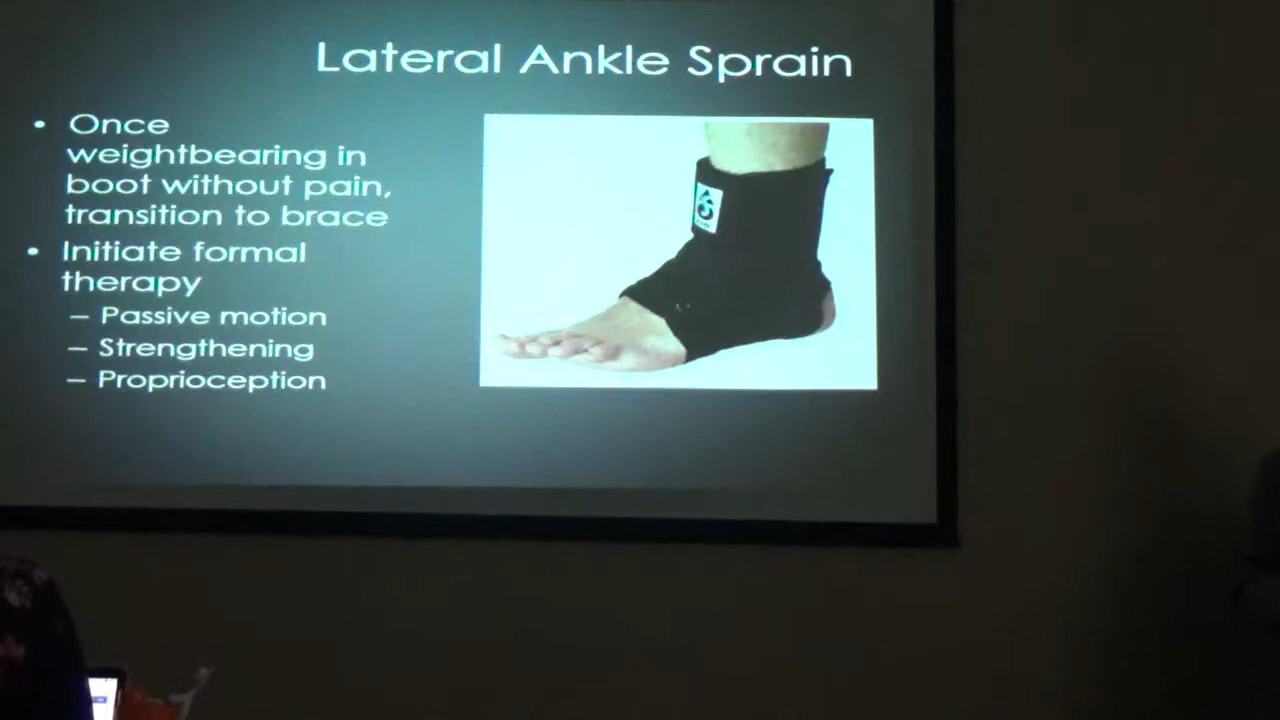 Lateral Ankle Sprain
• Once
weightbearing in
boot without pain,
transition to brace
• Initiate formal
therapy
– Passive motion
– Strengthening
– Proprioception